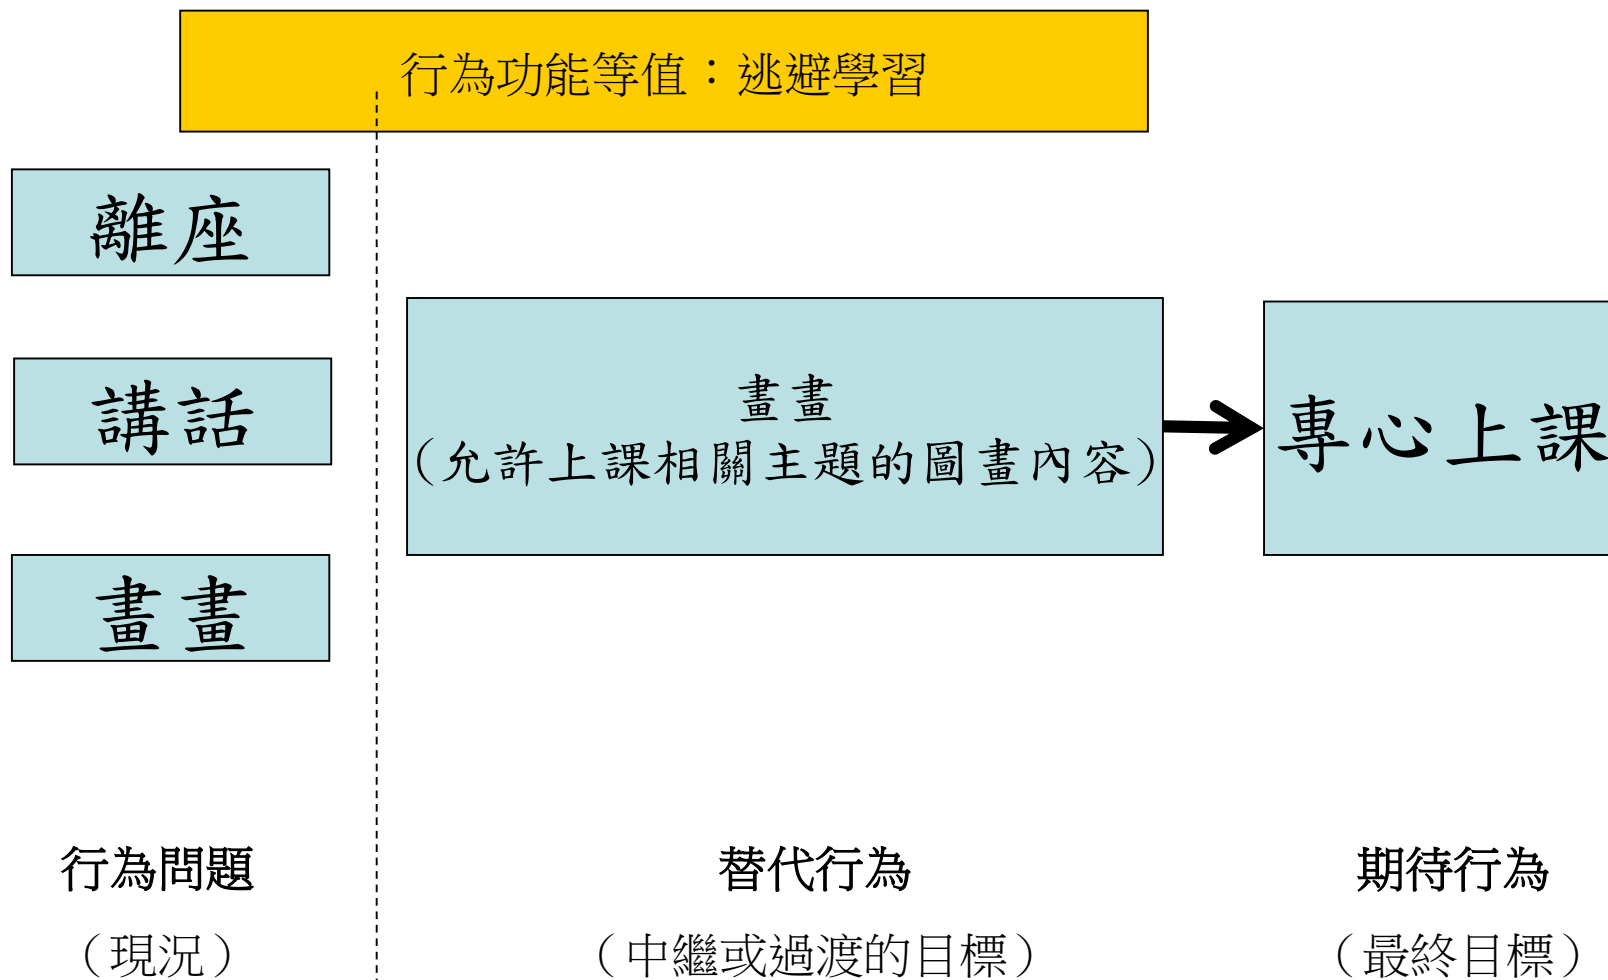 行為功能等值：逃避學習
離座
講話
畫畫
畫畫
（允許上課相關主題的圖畫內容）
專心上課
行為問題
（現況）
替代行為
（中繼或過渡的目標）
期待行為
（最終目標）